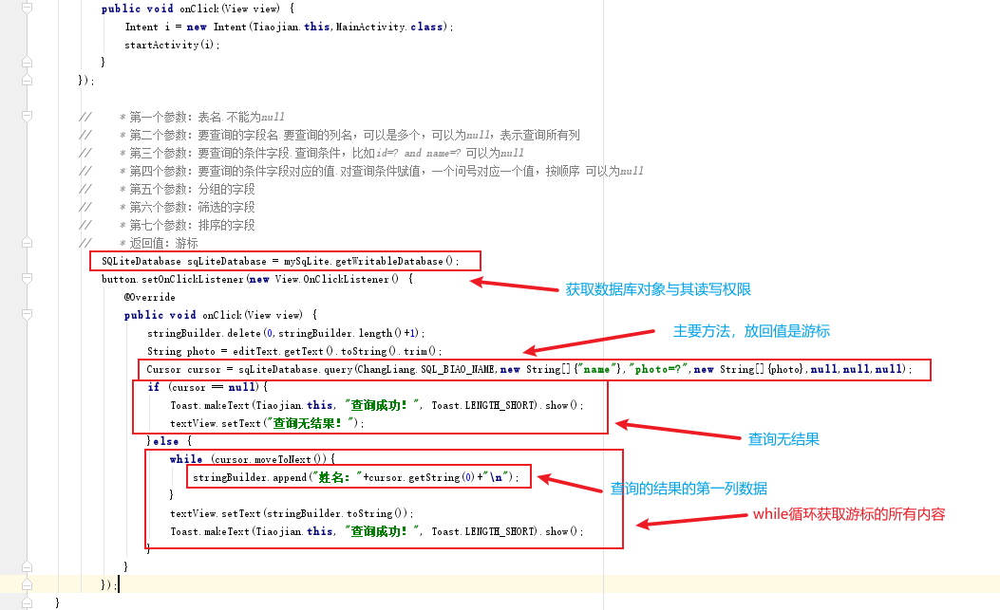 public void onClick(View view) {
Intent i = new Intent(Tiaojian.this,MainActivity.class);
startActivity(i);
}
});
// * 第一个参数：表名.不能为null
// * 第二个参数：要查询的字段名.要查询的列名，可以是多个，可以为null，表示查询所有列
// * 第三个参数：要查询的条件字段.查询条件，比如id=? and name=? 可以为null
// * 第四个参数：要查询的条件字段对应的值.对查询条件赋值，一个问号对应一个值，按顺序 可以为null
// * 第五个参数：分组的字段
// * 第六个参数：筛选的字段
// * 第七个参数：排序的字段
// * 返回值：游标
SQLiteDatabase sqLiteDatabase = mySqLite.getWritableDatabase();
button.setOnClickListener(new View.OnClickListener() {
获取数据库对象与其读写权限
@Override
public void onClick(View view) {
stringBuilder.delete(0,stringBuilder.length()+1);
主要方法，放回值是游标
String photo = editText.getText().toString().trim();
Cursor cursor = sqLiteDatabase.query(ChangLiang.SQL_BIAO_NAME,new String[]{"name"},"photo=?",new String[]{photo},null,null,null);
if (cursor == null){
Toast.makeText(Tiaojian.this, "查询成功！", Toast.LENGTH_SHORT).show();
textView.setText("查询无结果！");
}else {
查询无结果
while (cursor.moveToNext()){
stringBuilder.append("姓名："+cursor.getString(0)+"\n");
查询的结果的第一列数据
}
textView.setText(stringBuilder.toString());
while循环获取游标的所有内容
Toast.makeText(Tiaojian.this, "查询成功！", Toast.LENGTH_SHORT).show();
}
}
});
}